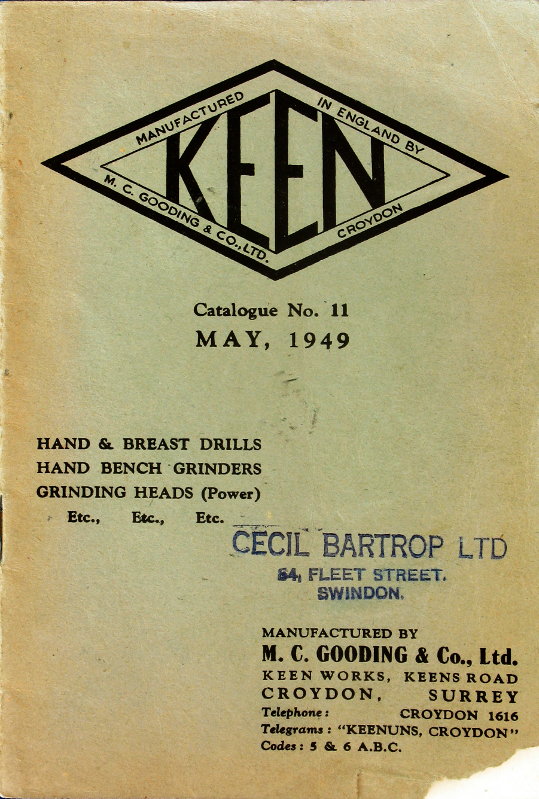 MANUFACTURED IN ENGLAND BY
KEEN
M. C. GOODING & CO., LTD. CROYDON
Catalogue No. 11
MAY, 1949
HAND & BREAST DRILLS
HAND BENCH GRINDERS
GRINDING HEADS (Power)
Etc., Etc., Etc.
CECIL BARTROP LTD
54, FLEET STREET.
SWINDON.
MANUFACTURED BY
M. C. GOODING & Co., Ltd.
KEEN WORKS, KEENS ROAD
CROYDON, SURREY
Telephone: CROYDON 1616
Telegrams: "KEENUNS, CROYDON"
Codes: 5 & 6 A.B.C.